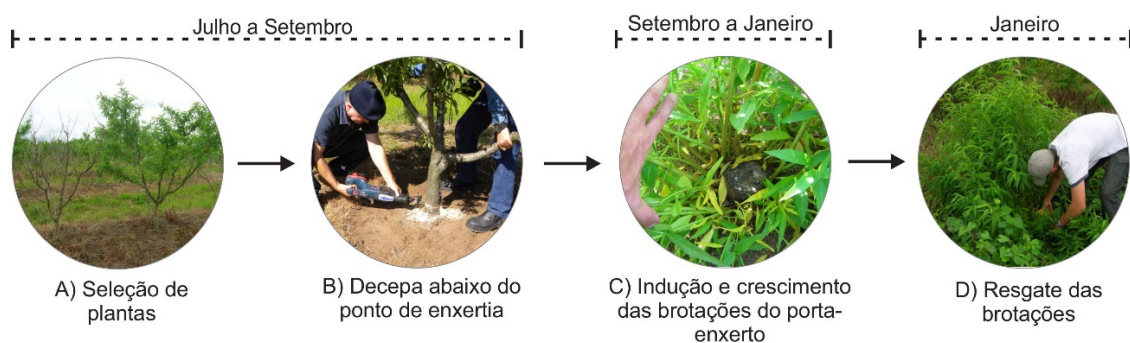 Julho a Setembro
Setembro a Janeiro
Janeiro
A) Seleção de
plantas
B) Decepa abaixo do
ponto de enxertia
C) Indução e crescimento
das brotações do porta-
enxerto
D) Resgate das
brotações